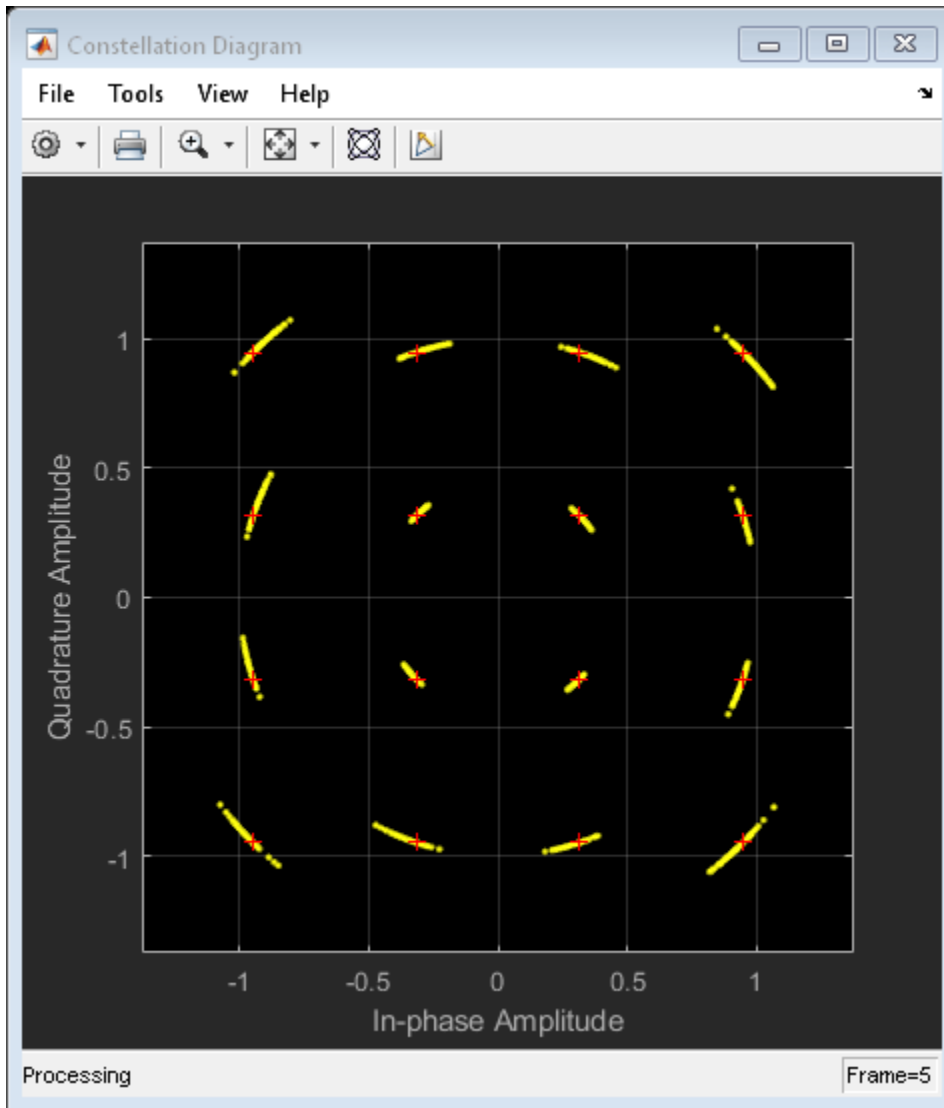 Constellation Diagram
File Tools View Help
1
0.5
0
-0.5
-1
Quadrature Amplitude
-1 -0.5 0 0.5 1
In-phase Amplitude
Processing Frame=5